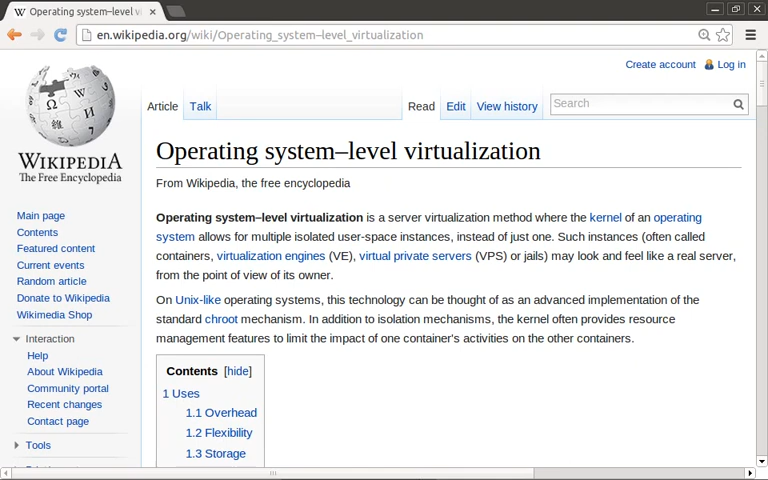 Operating system–level vi
en.wikipedia.org/wiki/Operating_system–level_virtualization
Create account Log in
Article Talk Read Edit View history Search
WIKIPEDIA
The Free Encyclopedia
Operating system–level virtualization
From Wikipedia, the free encyclopedia
Operating system–level virtualization is a server virtualization method where the kernel of an operating
system allows for multiple isolated user-space instances, instead of just one. Such instances (often called
containers, virtualization engines (VE), virtual private servers (VPS) or jails) may look and feel like a real server,
from the point of view of its owner.
On Unix-like operating systems, this technology can be thought of as an advanced implementation of the
standard chroot mechanism. In addition to isolation mechanisms, the kernel often provides resource
management features to limit the impact of one container's activities on the other containers.
Contents [hide]
1 Uses
1.1 Overhead
1.2 Flexibility
1.3 Storage
Main page
Contents
Featured content
Current events
Random article
Donate to Wikipedia
Wikimedia Shop
Interaction
Help
About Wikipedia
Community portal
Recent changes
Contact page
Tools